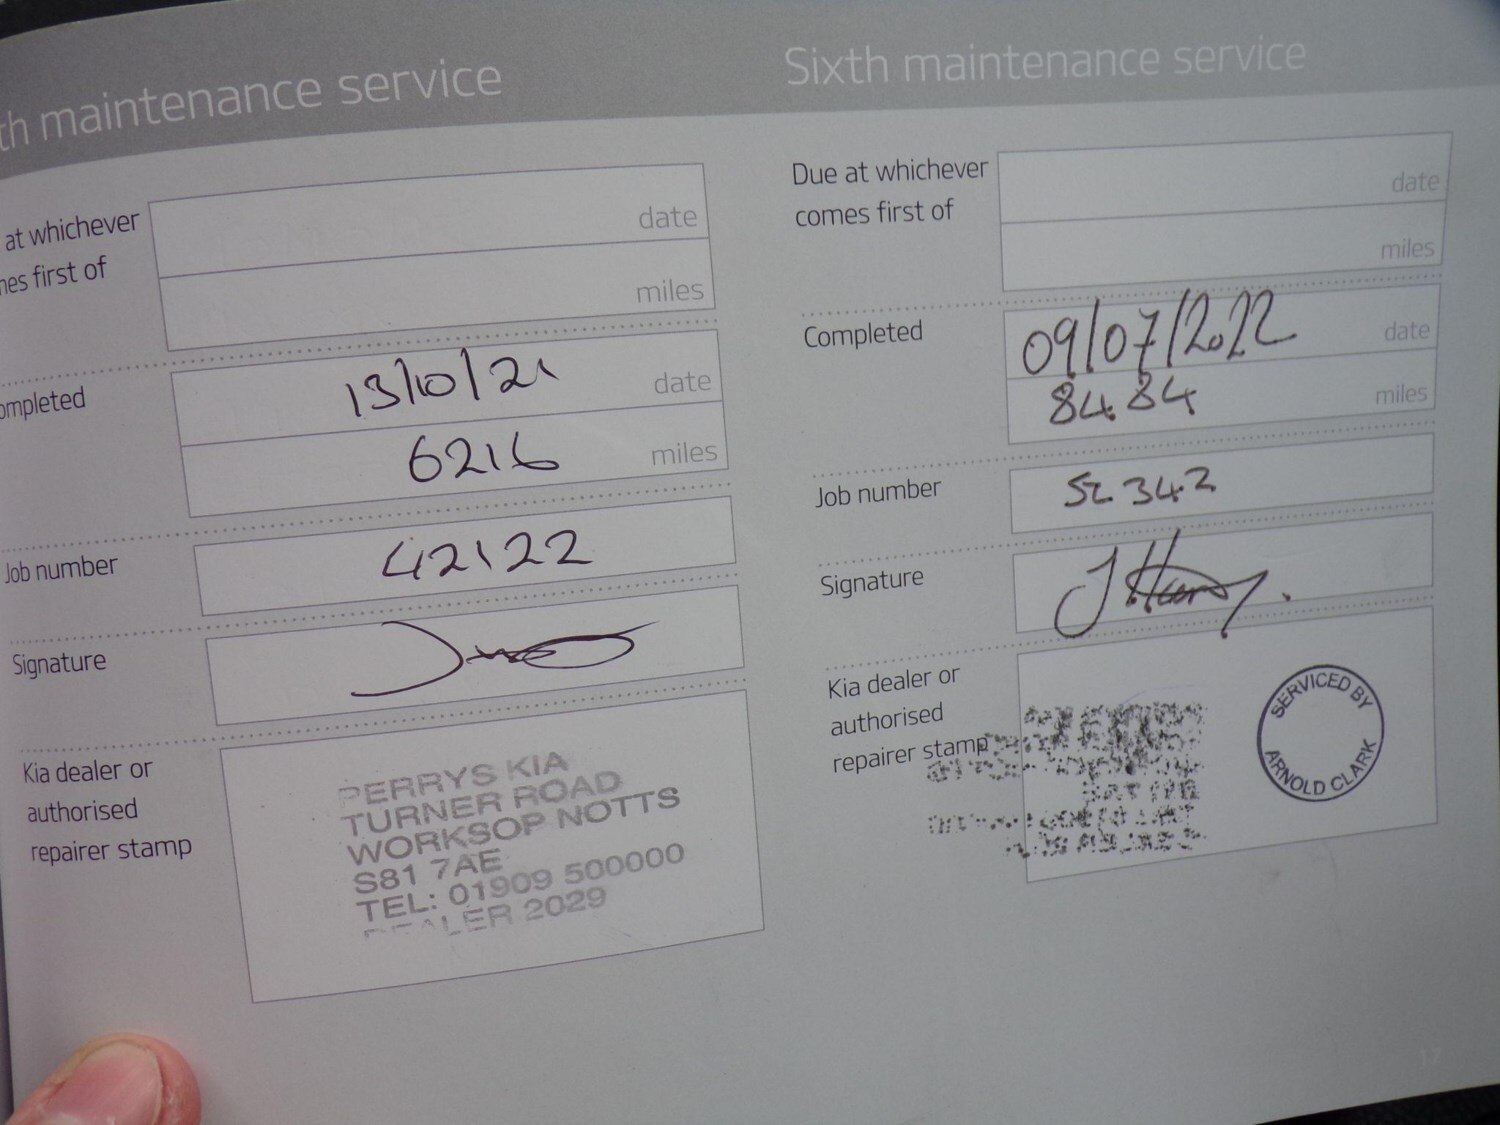 th maintenance service
at whichever
mes first of
date
miles
ompleted
13/10/21
date
6216
miles
Job number
42122
Signature
Kia dealer or
authorised
repairer stamp
PERRYS KIA
TURNER ROAD
WORKSOP NOTTS
S81 7AE
TEL: 01909 500000
DEALER 2029
Sixth maintenance service
Due at whichever
comes first of
date
miles
Completed
09/07/2022
date
8484
miles
Job number
52342
Signature
Kia dealer or
authorised
repairer stamp
SERVICED BY
ARNOLD CLARK
17